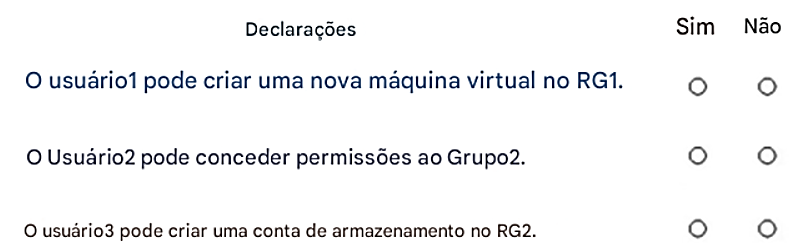 Declarações Sim Não
O usuário1 pode criar uma nova máquina virtual no RG1.
O Usuário2 pode conceder permissões ao Grupo2.
O usuário3 pode criar uma conta de armazenamento no RG2.